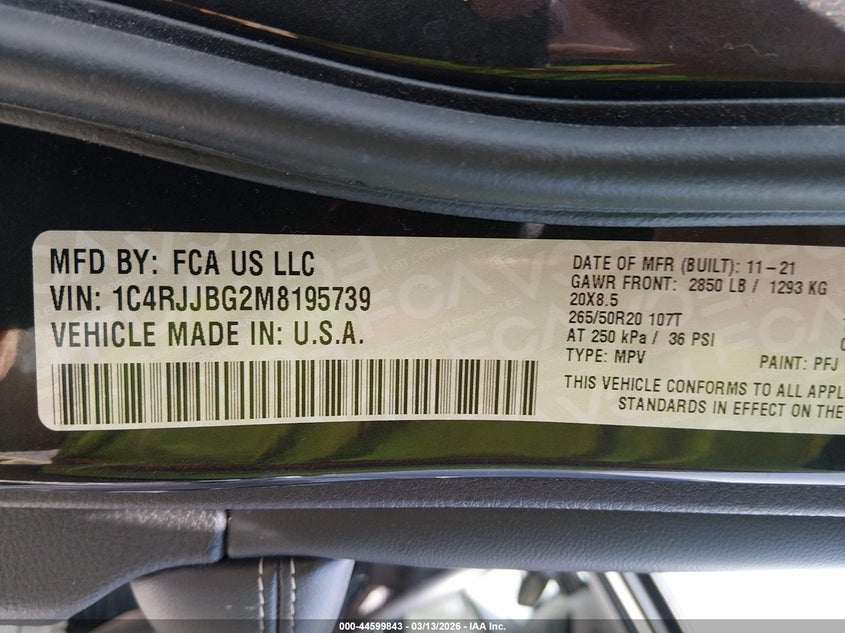 MFD BY: FCA US LLC
VIN: 1C4RJJBG2M8195739
VEHICLE MADE IN: U.S.A.
DATE OF MFR (BUILT): 11-21
GAWR FRONT: 2850 LB / 1293 KG
20X8.5
265/50R20 107T
AT 250 kPa / 36 PSI
TYPE: MPV
PAINT: PFJ
THIS VEHICLE CONFORMS TO ALL APPL
STANDARDS IN EFFECT ON THE
000-44599843 - 03/13/2026 - IAA Inc.